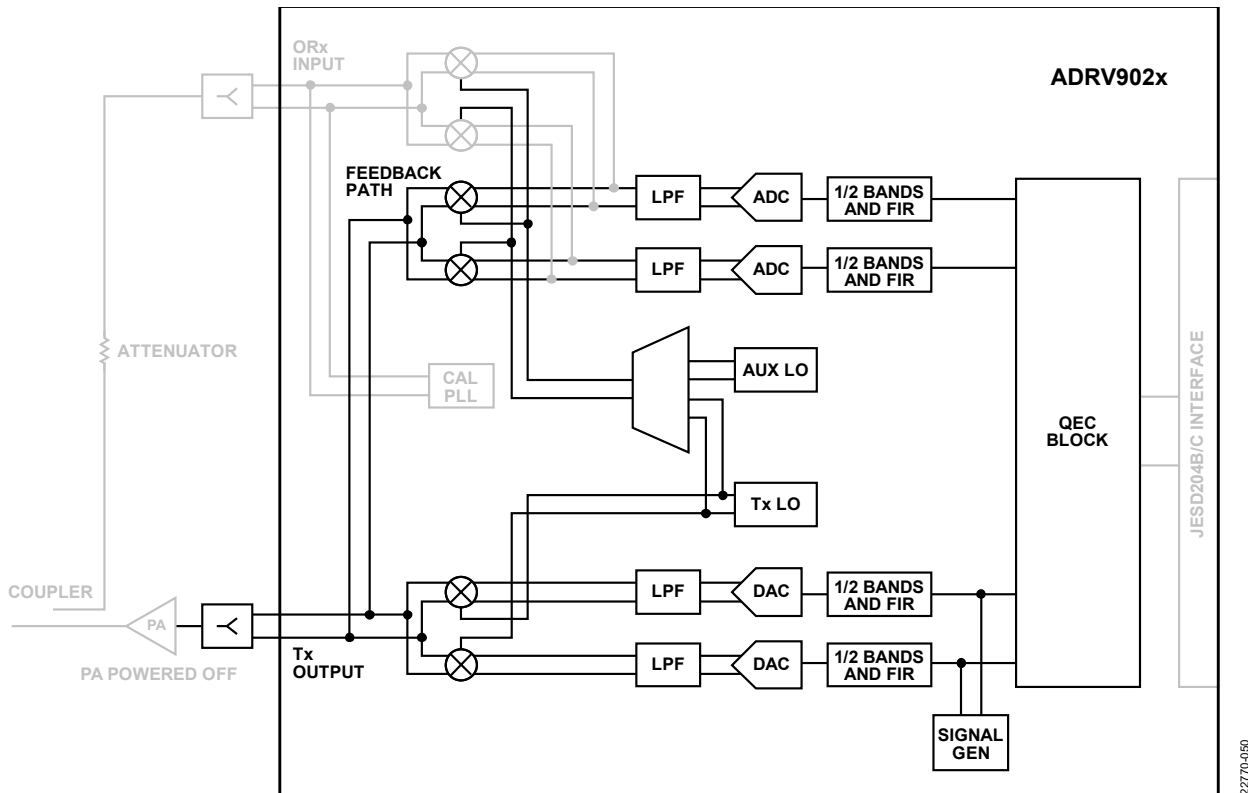 ORx
INPUT
ADRV902x
FEEDBACK
PATH
LPF
ADC
1/2 BANDS
AND FIR
LPF
ADC
1/2 BANDS
AND FIR
ATTENUATOR
CAL
PLL
AUX LO
QEC
BLOCK
JESD204B/C INTERFACE
Tx LO
COUPLER
PA
PA POWERED OFF
Tx
OUTPUT
LPF
DAC
1/2 BANDS
AND FIR
LPF
DAC
1/2 BANDS
AND FIR
SIGNAL
GEN
22770-050